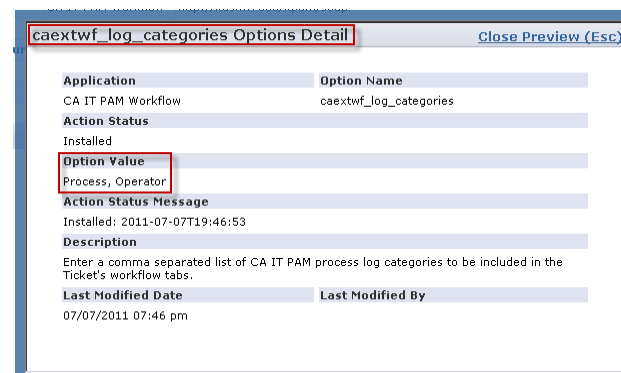 caextwf_log_categories Options Detail
Close Preview (Esc)
Application Option Name
CA IT PAM Workflow caextwf_log_categories
Action Status
Installed
Option Value
Process, Operator
Action Status Message
Installed: 2011-07-07T19:46:53
Description
Enter a comma separated list of CA IT PAM process log categories to be included in the
Ticket's workflow tabs.
Last Modified Date Last Modified By
07/07/2011 07:46 pm